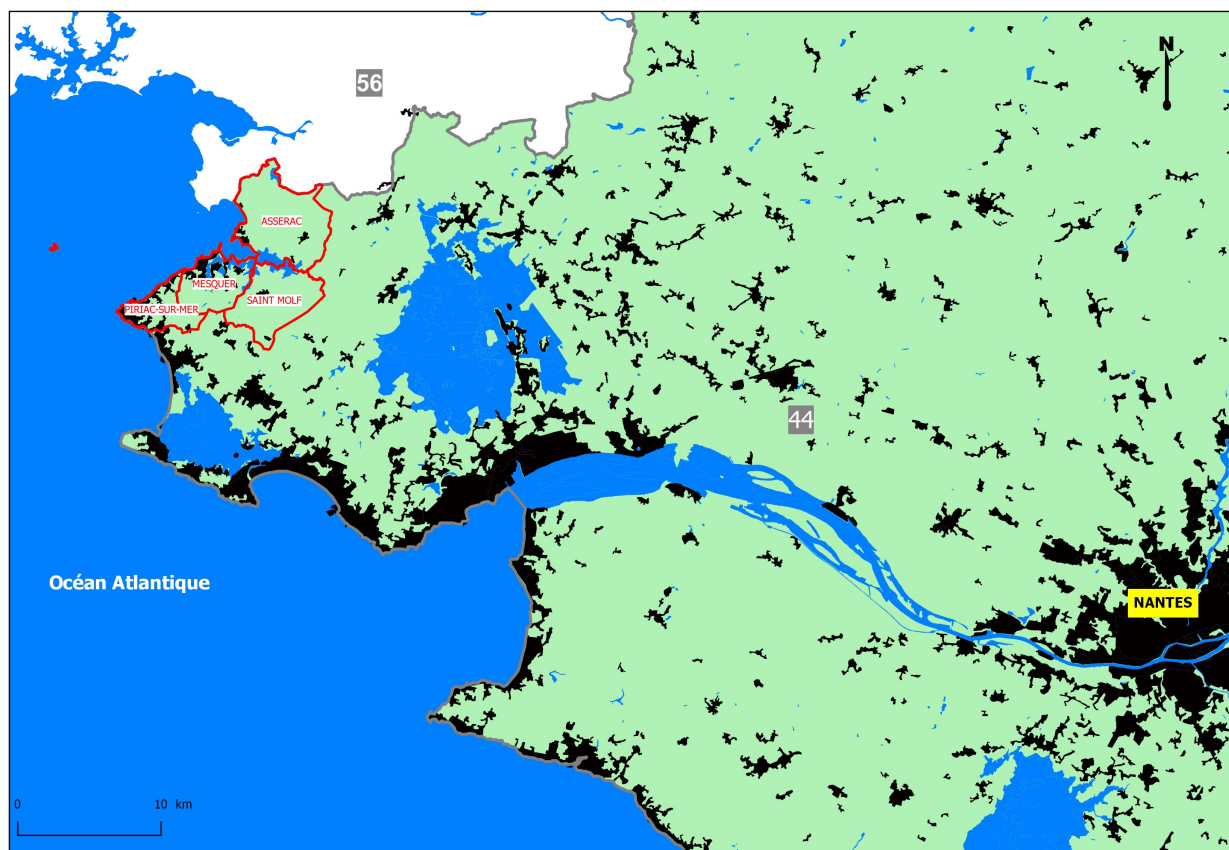 N
56
ASSERAC
MESQUER
SAINT MOLF
PIRIAC-SUR-MER
44
Océan Atlantique
NANTES
0 10 km